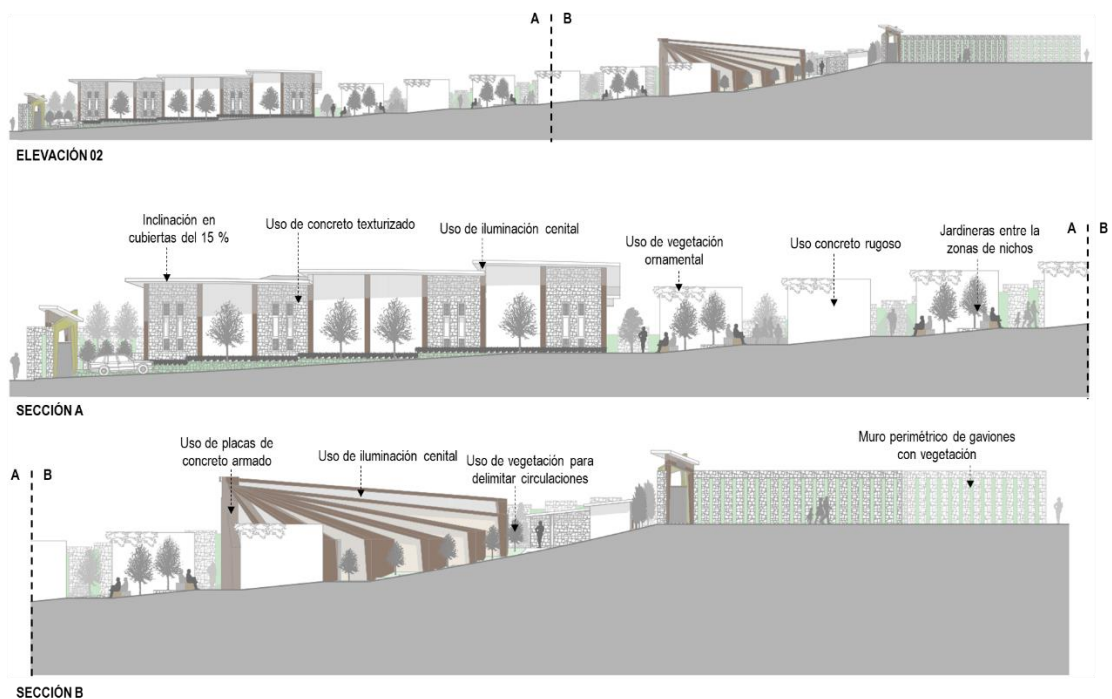 A B
ELEVACIÓN 02
Inclinación en
cubiertas del 15 %
Uso de concreto texturizado
Uso de iluminación cenital
Uso de vegetación
ornamental
Uso concreto rugoso
Jardineras entre la
zonas de nichos
A B
SECCIÓN A
A B
Uso de placas de
concreto armado
Uso de iluminación cenital
Uso de vegetación para
delimitar circulaciones
Muro perimétrico de gaviones
con vegetación
SECCIÓN B